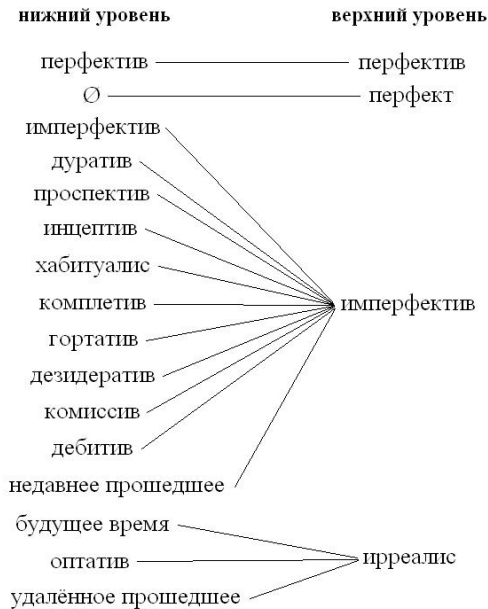 нижний уровень верхний уровень
перфектив перфектив
∅ перфект
имперфектив
дуратив
проспектив
инцептив
хабитуалис
комплетив имперфектив
гортатив
дезидератив
комиссив
дебитив
недавнее прошедшее
будущее время
оптатив ирреалис
удалённое прошедшее